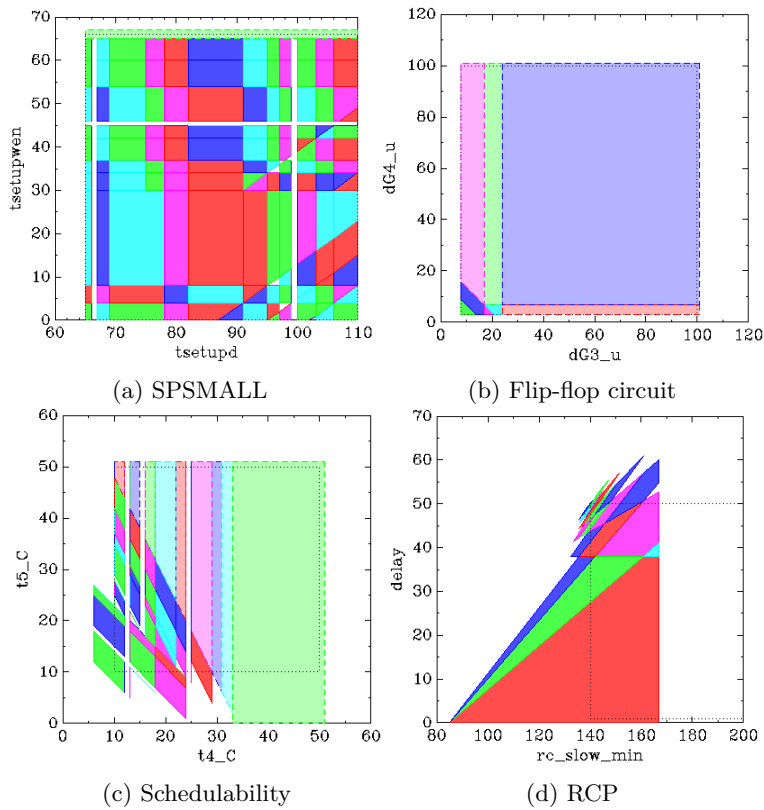 70
60
50
40
30
20
10
0
tsetupwen
60 70 80 90 100 110
tsetupd
(a) SPSMALL
120
100
80
60
40
20
0
dG4_u
0 20 40 60 80 100 120
dG3_u
(b) Flip-flop circuit
60
50
40
30
20
10
0
t5_C
0 10 20 30 40 50 60
t4_C
(c) Schedulability
70
60
50
40
30
20
10
0
delay
80 100 120 140 160 180 200
rc_slow_min
(d) RCP